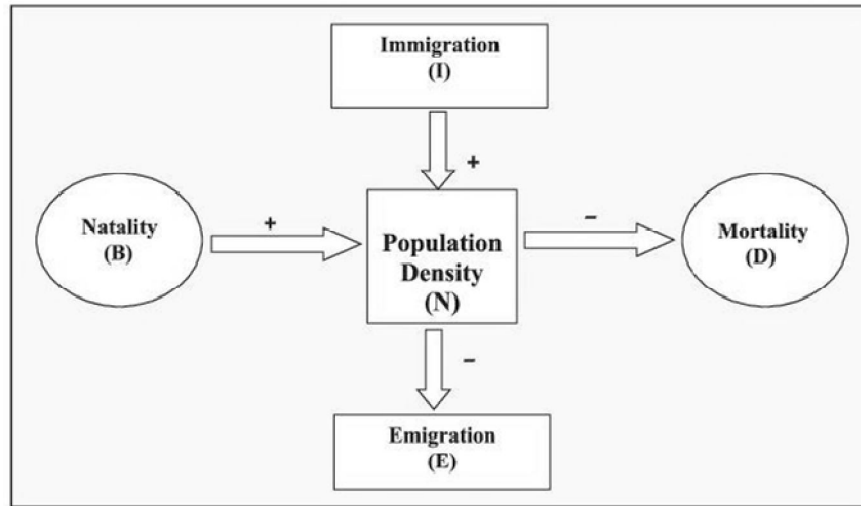 Immigration
(I)
+
Natality
(B)
+
Population
Density
(N)
–
Mortality
(D)
–
Emigration
(E)